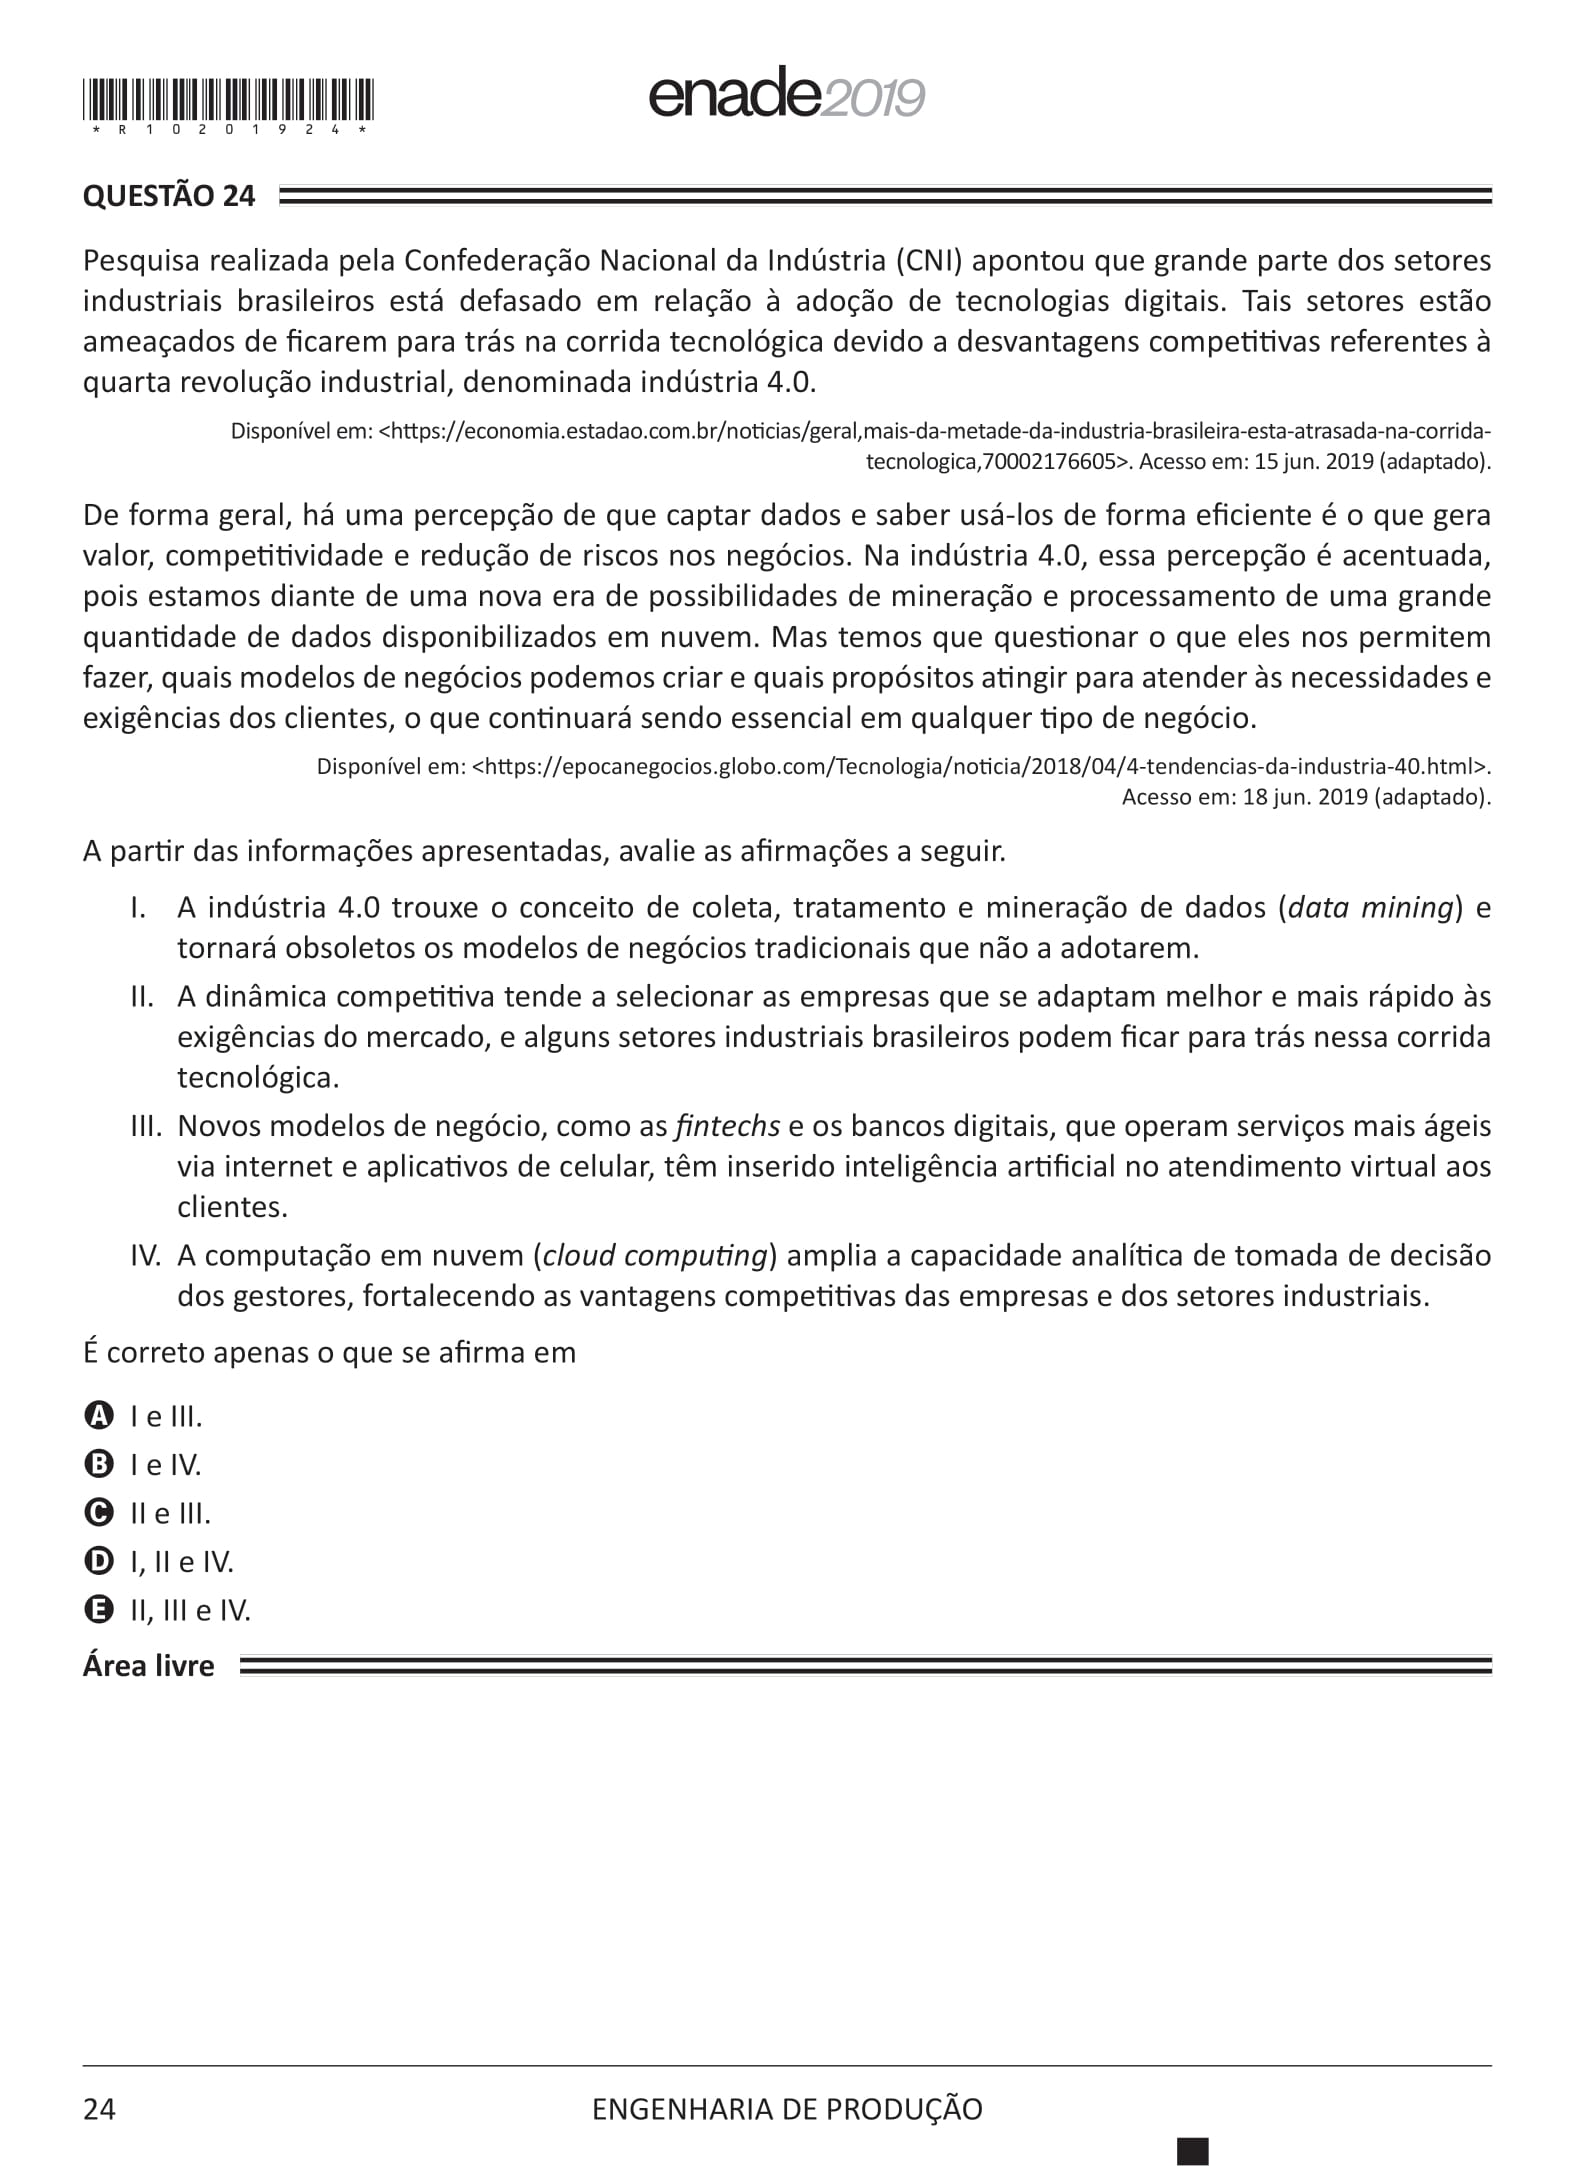 *R10201924*
enade2019
QUESTÃO 24
Pesquisa realizada pela Confederação Nacional da Indústria (CNI) apontou que grande parte dos setores
industriais brasileiros está defasado em relação à adoção de tecnologias digitais. Tais setores estão
ameaçados de ficarem para trás na corrida tecnológica devido a desvantagens competitivas referentes à
quarta revolução industrial, denominada indústria 4.0.
Disponível em: <https://economia.estadao.com.br/noticias/geral,mais-da-metade-da-industria-brasileira-esta-atrasada-na-corrida-
tecnologica,70002176605>. Acesso em: 15 jun. 2019 (adaptado).
De forma geral, há uma percepção de que captar dados e saber usá-los de forma eficiente é o que gera
valor, competitividade e redução de riscos nos negócios. Na indústria 4.0, essa percepção é acentuada,
pois estamos diante de uma nova era de possibilidades de mineração e processamento de uma grande
quantidade de dados disponibilizados em nuvem. Mas temos que questionar o que eles nos permitem
fazer, quais modelos de negócios podemos criar e quais propósitos atingir para atender às necessidades e
exigências dos clientes, o que continuará sendo essencial em qualquer tipo de negócio.
Disponível em: <https://epocanegocios.globo.com/Tecnologia/noticia/2018/04/4-tendencias-da-industria-40.html>.
Acesso em: 18 jun. 2019 (adaptado).
A partir das informações apresentadas, avalie as afirmações a seguir.
I. A indústria 4.0 trouxe o conceito de coleta, tratamento e mineração de dados (data mining) e
tornará obsoletos os modelos de negócios tradicionais que não a adotarem.
II. A dinâmica competitiva tende a selecionar as empresas que se adaptam melhor e mais rápido às
exigências do mercado, e alguns setores industriais brasileiros podem ficar para trás nessa corrida
tecnológica.
III. Novos modelos de negócio, como as fintechs e os bancos digitais, que operam serviços mais ágeis
via internet e aplicativos de celular, têm inserido inteligência artificial no atendimento virtual aos
clientes.
IV. A computação em nuvem (cloud computing) amplia a capacidade analítica de tomada de decisão
dos gestores, fortalecendo as vantagens competitivas das empresas e dos setores industriais.
É correto apenas o que se afirma em
A I e III.
B I e IV.
C II e III.
D I, II e IV.
E II, III e IV.
Área livre
24 ENGENHARIA DE PRODUÇÃO